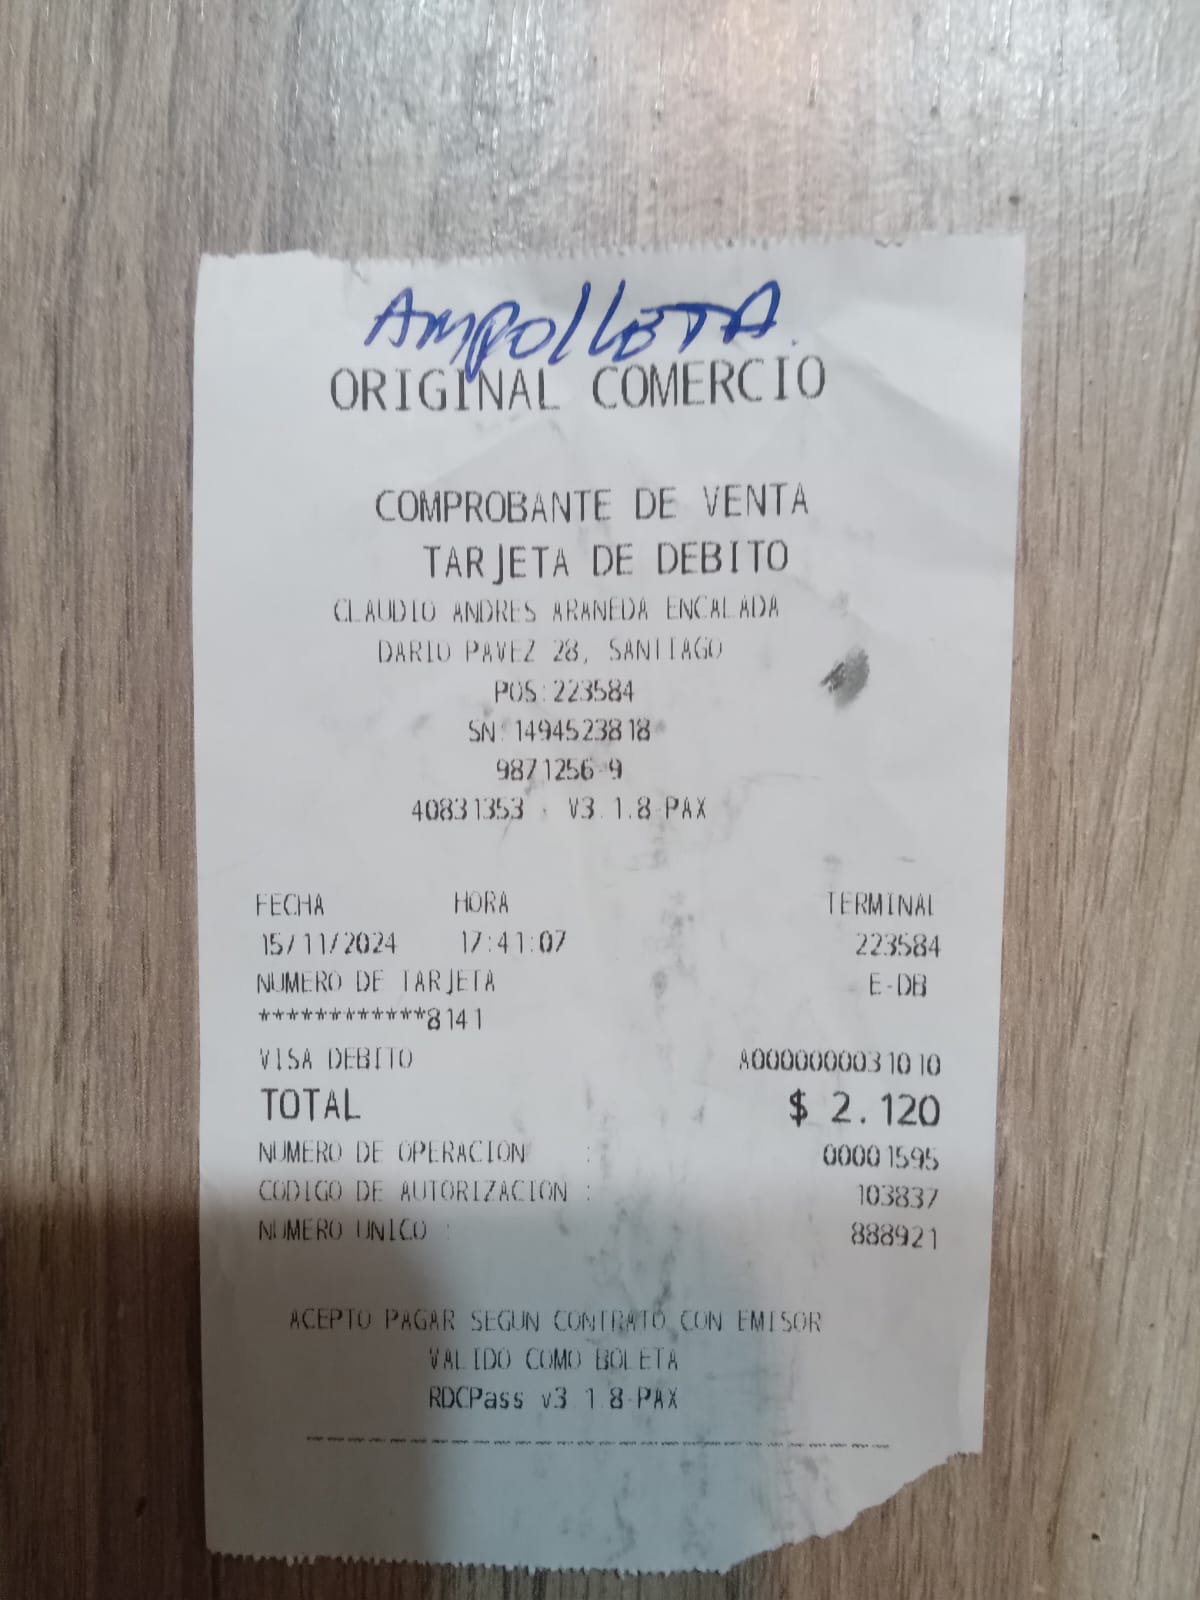 AMPOLLETA.
ORIGINAL COMERCIO
COMPROBANTE DE VENTA
TARJETA DE DEBITO
CLAUDIO ANDRES ARANEDA ENCALADA
DARIO PAVEZ 28, SANTIAGO
POS:223584
SN:1494523818
9871256-9
40831353 - V3.1.8-PAX
FECHA HORA TERMINAL
15/11/2024 17:41:07 223584
NUMERO DE TARJETA E-DB
************8141
VISA DEBITO A0000000031010
TOTAL $ 2.120
NUMERO DE OPERACION : 00001595
CODIGO DE AUTORIZACION : 103837
NUMERO UNICO : 888921
ACEPTO PAGAR SEGUN CONTRATO CON EMISOR
VALIDO COMO BOLETA
RDCPass v3.1.8-PAX